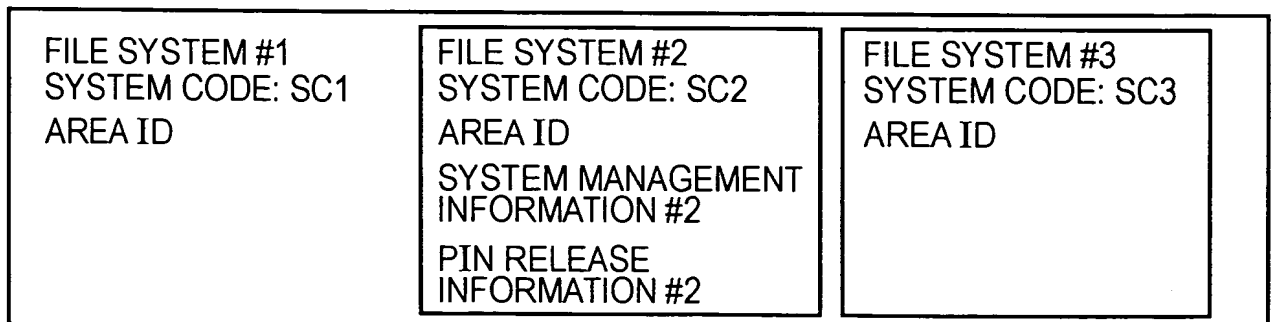 FILE SYSTEM #1
SYSTEM CODE: SC1
AREA ID
FILE SYSTEM #2
SYSTEM CODE: SC2
AREA ID
SYSTEM MANAGEMENT
INFORMATION #2
PIN RELEASE
INFORMATION #2
FILE SYSTEM #3
SYSTEM CODE: SC3
AREA ID